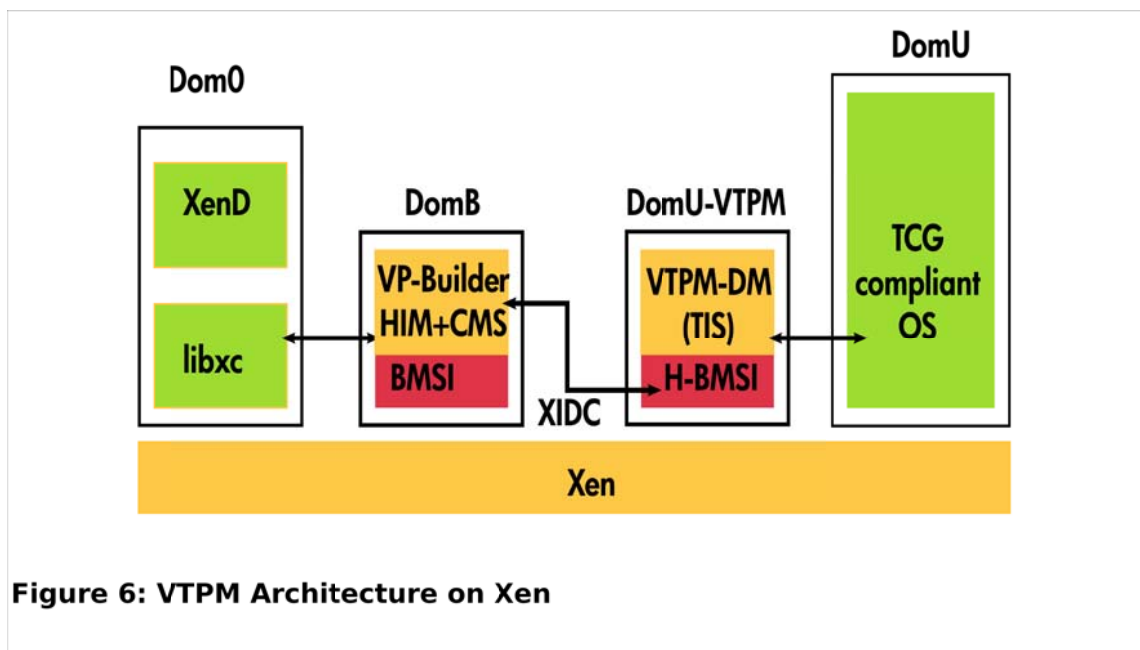 Dom0
XenD
libxc
DomB
VP-Builder
HIM+CMS
BMSI
XIDC
DomU-VTPM
VTPM-DM
(TIS)
H-BMSI
DomU
TCG
compliant
OS
Xen
Figure 6: VTPM Architecture on Xen